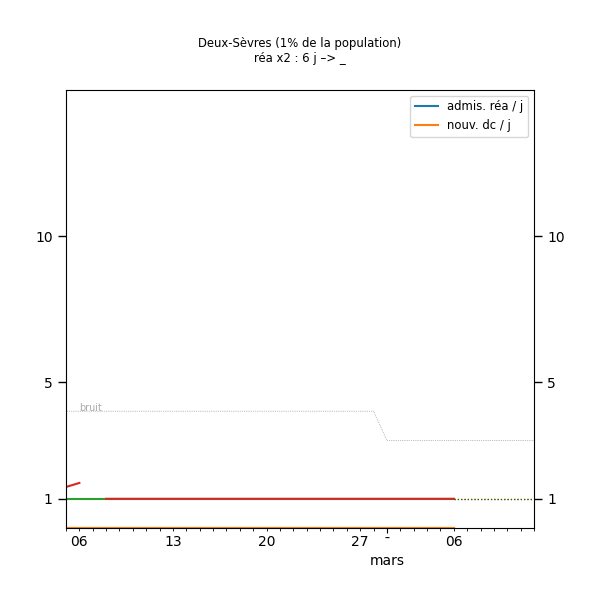 Deux-Sèvres (1% de la population)
réa x2 : 6 j –> _
admis. réa / j
nouv. dc / j
10 10
5 5
bruit
1 1
06 13 20 27 - 06
mars